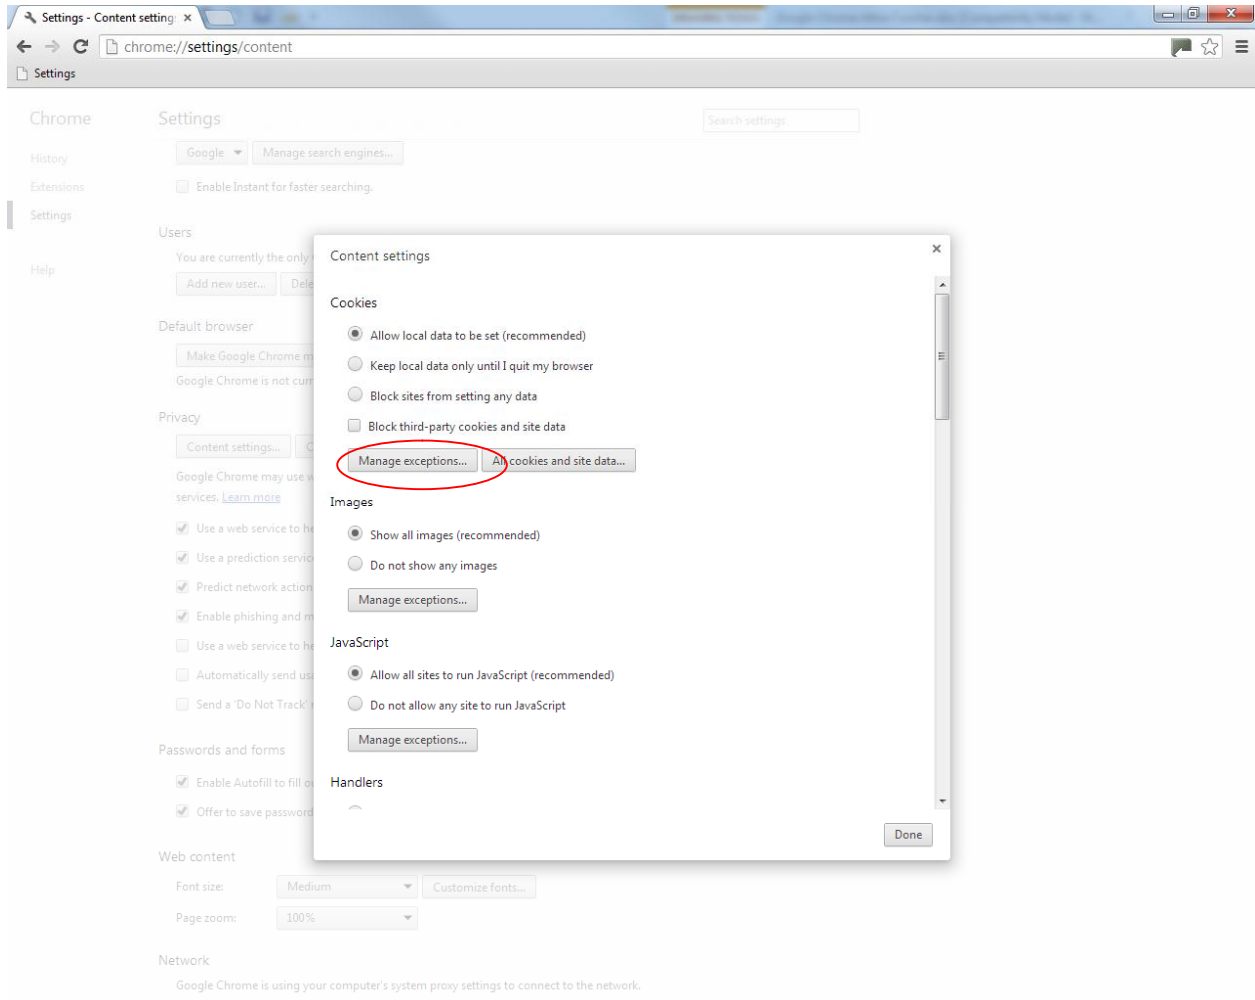 Settings - Content setting
chrome://settings/content
Settings
Chrome
Settings
Search settings
History
Google
Manage search engines...
Extensions
Enable Instant for faster searching.
Settings
Users
Help
You are currently the only
Add new user...
Default browser
Make Google Chrome
Google Chrome is not
Privacy
Content settings...
Google Chrome may use
services. Learn more
Use a web service to
Use a prediction
Predict network action
Enable phishing and
Use a web service to
Automatically send
Send a 'Do Not Track'
Passwords and forms
Enable Autofill to fill
Offer to save password
Web content
Font size:
Medium
Customize fonts...
Page zoom:
100%
Network
Google Chrome is using your computer's system proxy settings to connect to the network.
Content settings
Cookies
Allow local data to be set (recommended)
Keep local data only until I quit my browser
Block sites from setting any data
Block third-party cookies and site data
Manage exceptions...
All cookies and site data...
Images
Show all images (recommended)
Do not show any images
Manage exceptions...
JavaScript
Allow all sites to run JavaScript (recommended)
Do not allow any site to run JavaScript
Manage exceptions...
Handlers
Done